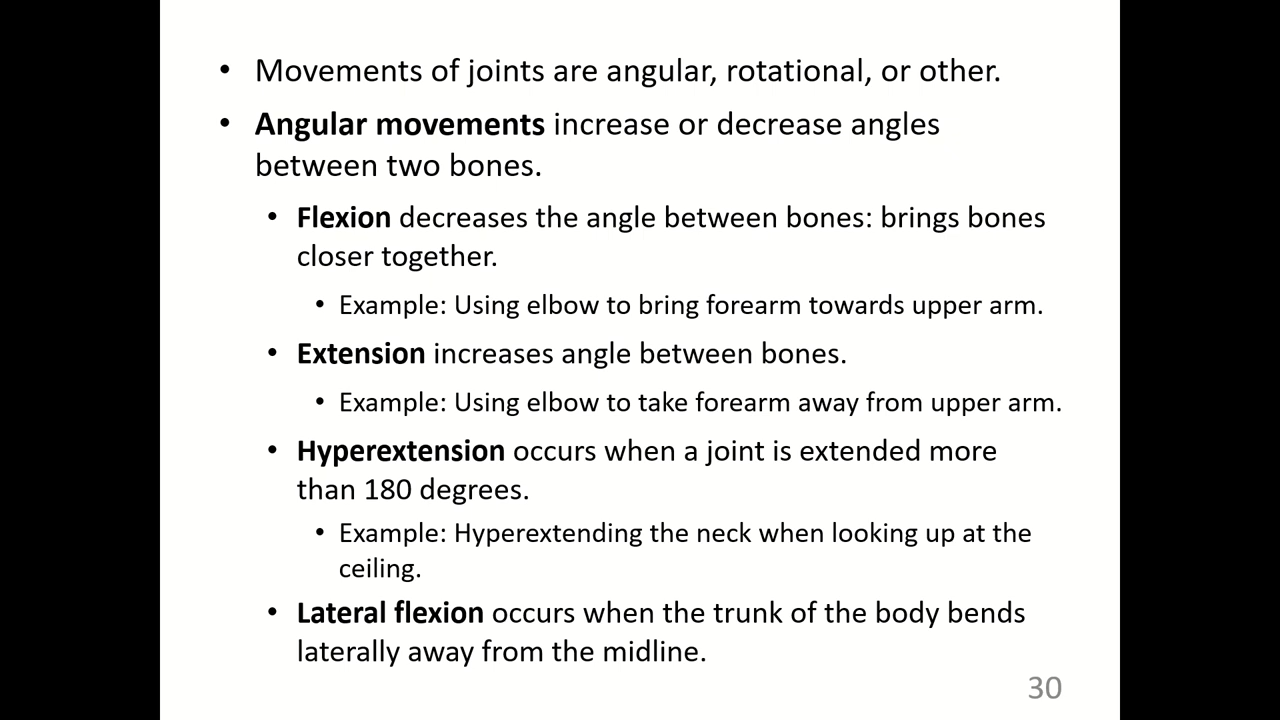 • Movements of joints are angular, rotational, or other.
• Angular movements increase or decrease angles
between two bones.
• Flexion decreases the angle between bones: brings bones
closer together.
• Example: Using elbow to bring forearm towards upper arm.
• Extension increases angle between bones.
• Example: Using elbow to take forearm away from upper arm.
• Hyperextension occurs when a joint is extended more
than 180 degrees.
• Example: Hyperextending the neck when looking up at the
ceiling.
• Lateral flexion occurs when the trunk of the body bends
laterally away from the midline.
30